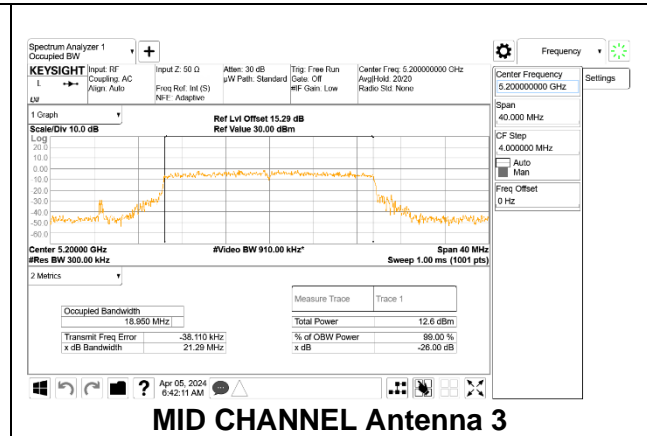 Spectrum Analyzer 1
Occupied BW
Frequency
KEYSIGHT
L
Input: RF
Coupling: AC
Align: Auto
Input Z: 50 Ω
Freq Ref: Int (S)
NFE: Adaptive
Atten: 30 dB
µW Path: Standard
Trig: Free Run
Gate: Off
#IF Gain: Low
Center Freq: 5.200000000 GHz
Avg|Hold: 20/20
Radio Std: None
Center Frequency
5.200000000 GHz
Settings
Span
40.000 MHz
CF Step
4.000000 MHz
Auto
Man
Freq Offset
0 Hz
1 Graph
Scale/Div 10.0 dB
Ref Lvl Offset 15.29 dB
Ref Value 30.00 dBm
Log
20.0
10.0
0.00
-10.0
-20.0
-30.0
-40.0
-50.0
-60.0
Center 5.20000 GHz
#Res BW 300.00 kHz
#Video BW 910.00 kHz*
Span 40 MHz
Sweep 1.00 ms (1001 pts)
2 Metrics
Measure Trace Trace 1
Occupied Bandwidth
18.950 MHz
Total Power 12.6 dBm
Transmit Freq Error -38.110 kHz
% of OBW Power 99.00 %
x dB Bandwidth 21.29 MHz
x dB -26.00 dB
Apr 05, 2024
6:42:11 AM
MID CHANNEL Antenna 3